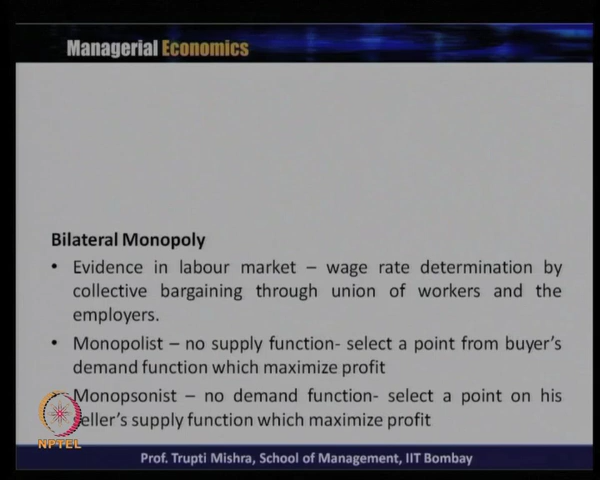 Managerial Economics
Bilateral Monopoly
• Evidence in labour market – wage rate determination by
collective bargaining through union of workers and the
employers.
• Monopolist – no supply function- select a point from buyer's
demand function which maximize profit
Monopsonist – no demand function- select a point on his
seller's supply function which maximize profit
NPTEL
Prof. Trupti Mishra, School of Management, IIT Bombay